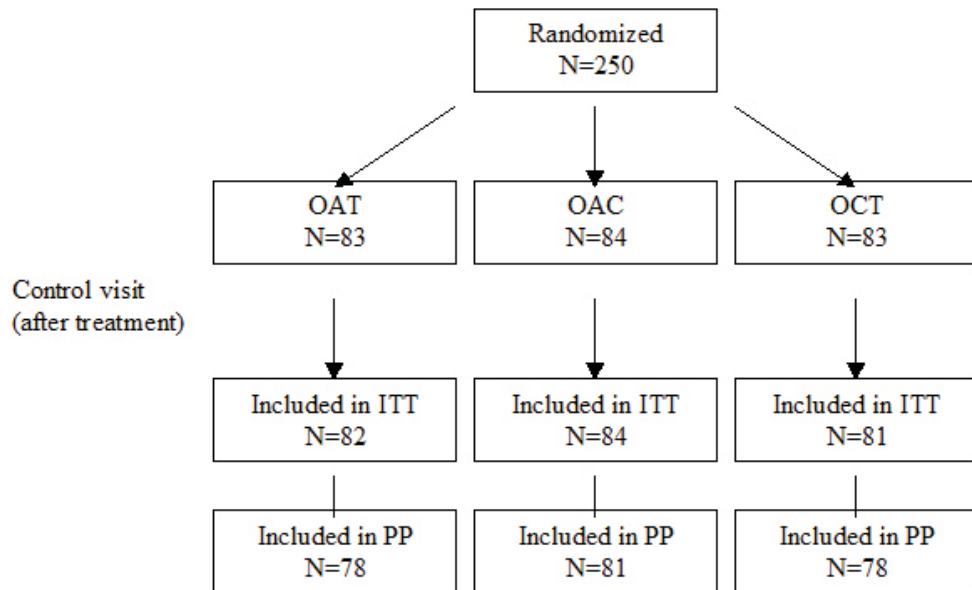 Randomized
N=250
OAT
N=83
OAC
N=84
OCT
N=83
Control visit
(after treatment)
Included in ITT
N=82
Included in ITT
N=84
Included in ITT
N=81
Included in PP
N=78
Included in PP
N=81
Included in PP
N=78